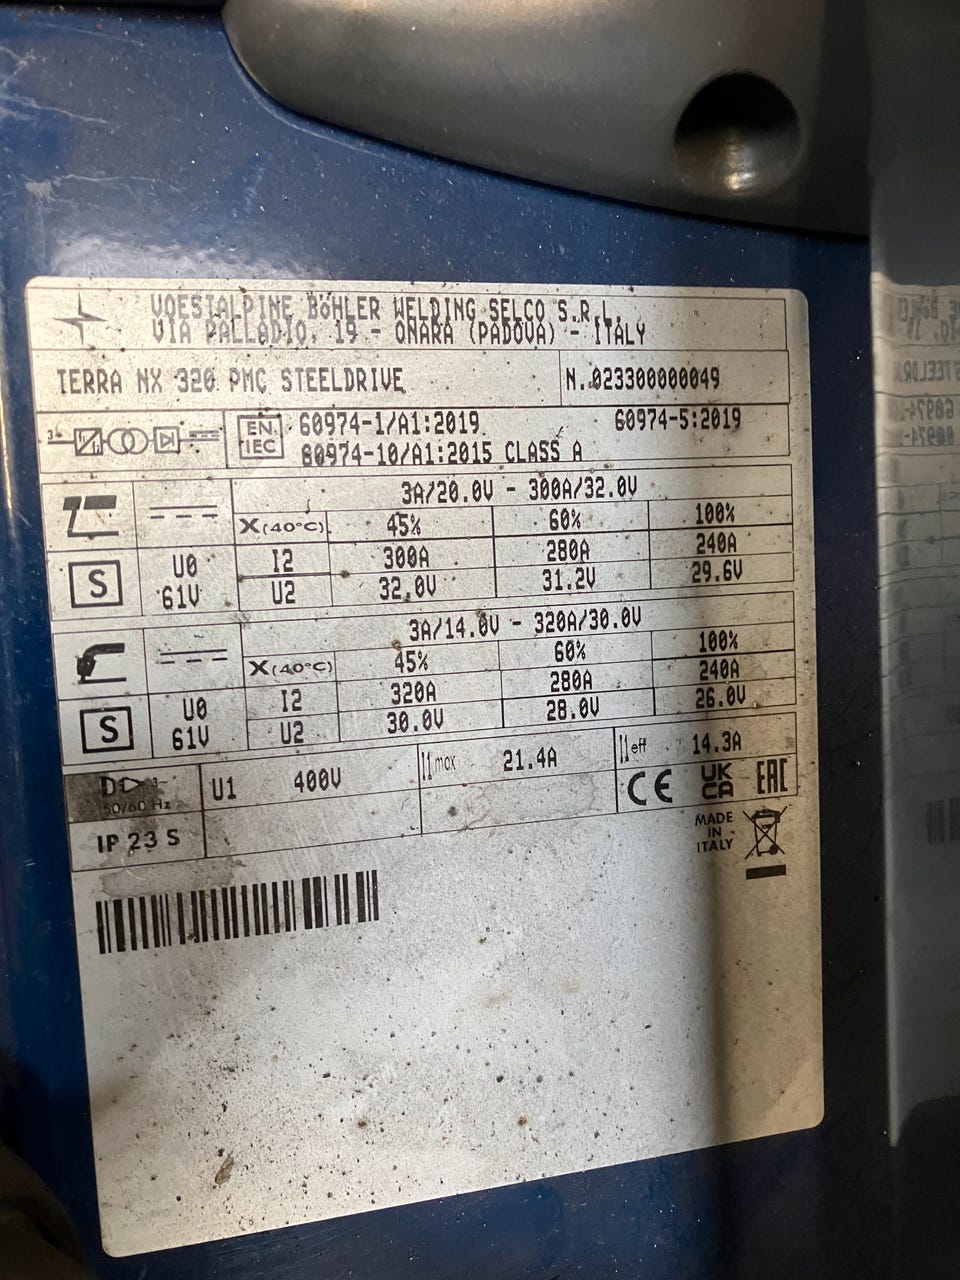 VOESTALPINE BÖHLER WELDING SELCO S.R.L.
VIA PALLADIO, 19 - ONARA (PADOVA) - ITALY
TERRA NX 320 PMC STEELDRIVE N.023300000049
3~ EN IEC 60974-1/A1:2019 60974-5:2019
60974-10/A1:2015 CLASS A
3A/20.0V - 300A/32.0V
X(40°C) 45% 60% 100%
S U0 61V I2 300A 280A 240A
U2 32.0V 31.2V 29.6V
3A/14.0V - 320A/30.0V
X(40°C) 45% 60% 100%
S U0 61V I2 320A 280A 240A
U2 30.0V 28.0V 26.0V
3~ 50/60 Hz U1 400V I1max 21.4A I1eff 14.3A
IP 23 S
CE UK CA EAC
MADE IN ITALY